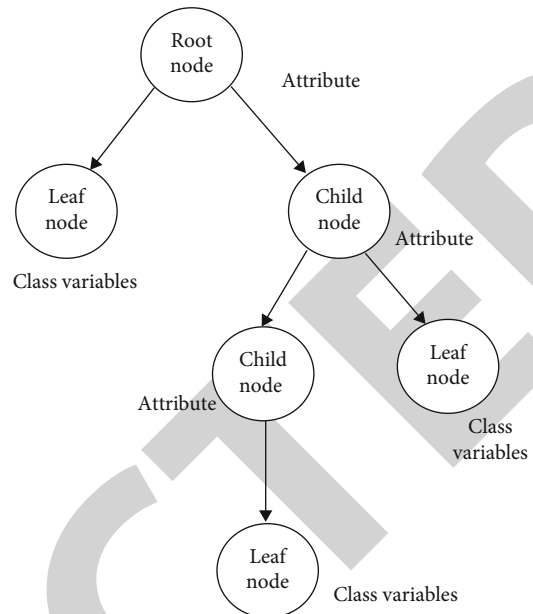 Root
node
Attribute
Leaf
node
Class variables
Child
node
Attribute
Child
node
Attribute
Leaf
node
Class
variables
Leaf
node
Class variables
CTED